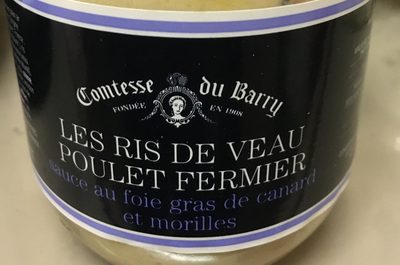 Comtesse du Barry
FONDÉE EN 1908
LES RIS DE VEAU
POULET FERMIER
sauce au foie gras de canard
et morilles